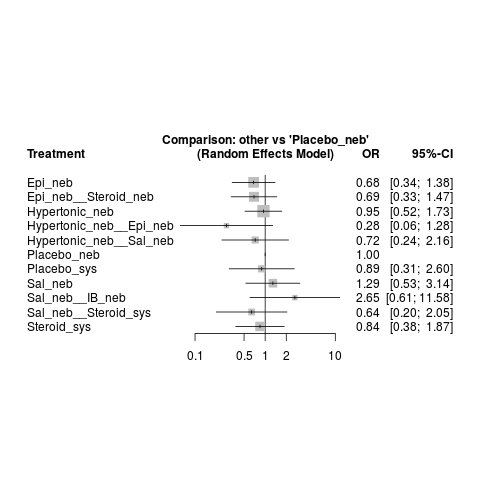 Comparison: other vs 'Placebo_neb'
Treatment (Random Effects Model) OR 95%-CI
Epi_neb 0.68 [0.34; 1.38]
Epi_neb__Steroid_neb 0.69 [0.33; 1.47]
Hypertonic_neb 0.95 [0.52; 1.73]
Hypertonic_neb__Epi_neb 0.28 [0.06; 1.28]
Hypertonic_neb__Sal_neb 0.72 [0.24; 2.16]
Placebo_neb 1.00
Placebo_sys 0.89 [0.31; 2.60]
Sal_neb 1.29 [0.53; 3.14]
Sal_neb__IB_neb 2.65 [0.61; 11.58]
Sal_neb__Steroid_sys 0.64 [0.20; 2.05]
Steroid_sys 0.84 [0.38; 1.87]
0.1 0.5 1 2 10